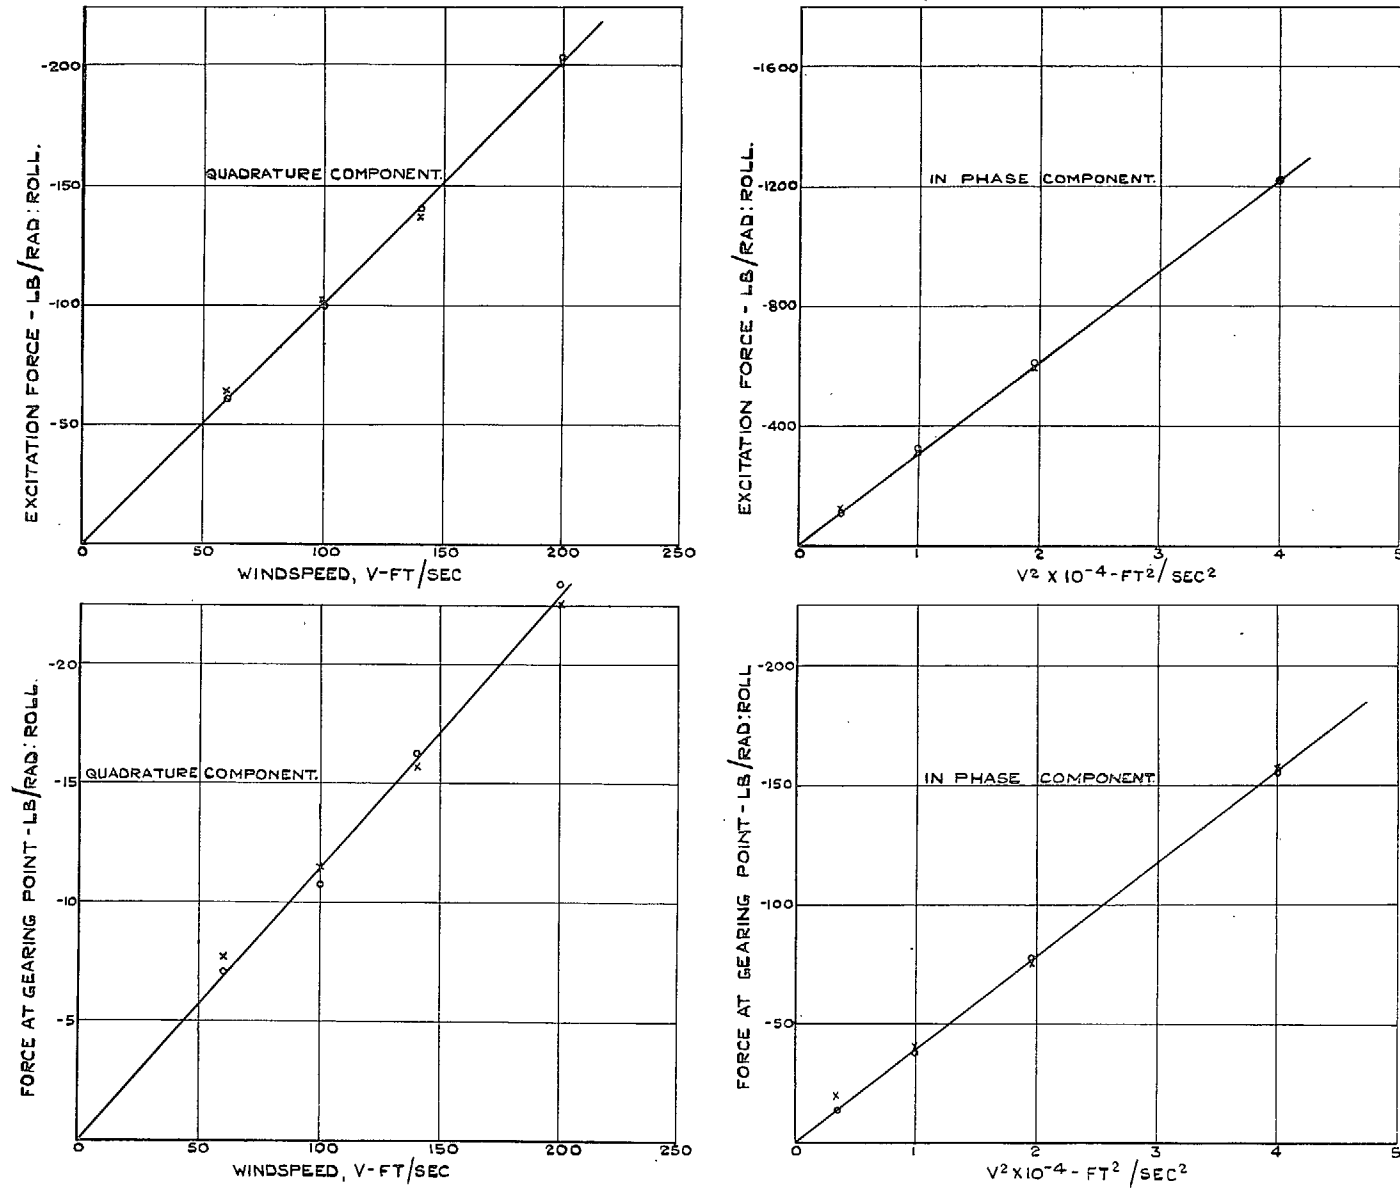 EXCITATION FORCE - LB/RAD:ROLL.
-200
-150
-100
-50
QUADRATURE COMPONENT.
0 50 100 150 200 250
WINDSPEED, V-FT/SEC
EXCITATION FORCE - LB/RAD:ROLL.
-1600
-1200
-800
-400
IN PHASE COMPONENT.
0 1 2 3 4 5
V² X 10⁻⁴-FT²/SEC²
FORCE AT GEARING POINT-LB/RAD:ROLL.
-20
-15
-10
-5
QUADRATURE COMPONENT.
0 50 100 150 200 250
WINDSPEED, V-FT/SEC
FORCE AT GEARING POINT-LB/RAD:ROLL
-200
-150
-100
-50
IN PHASE COMPONENT.
0 1 2 3 4 5
V²X10⁻⁴-FT²/SEC²